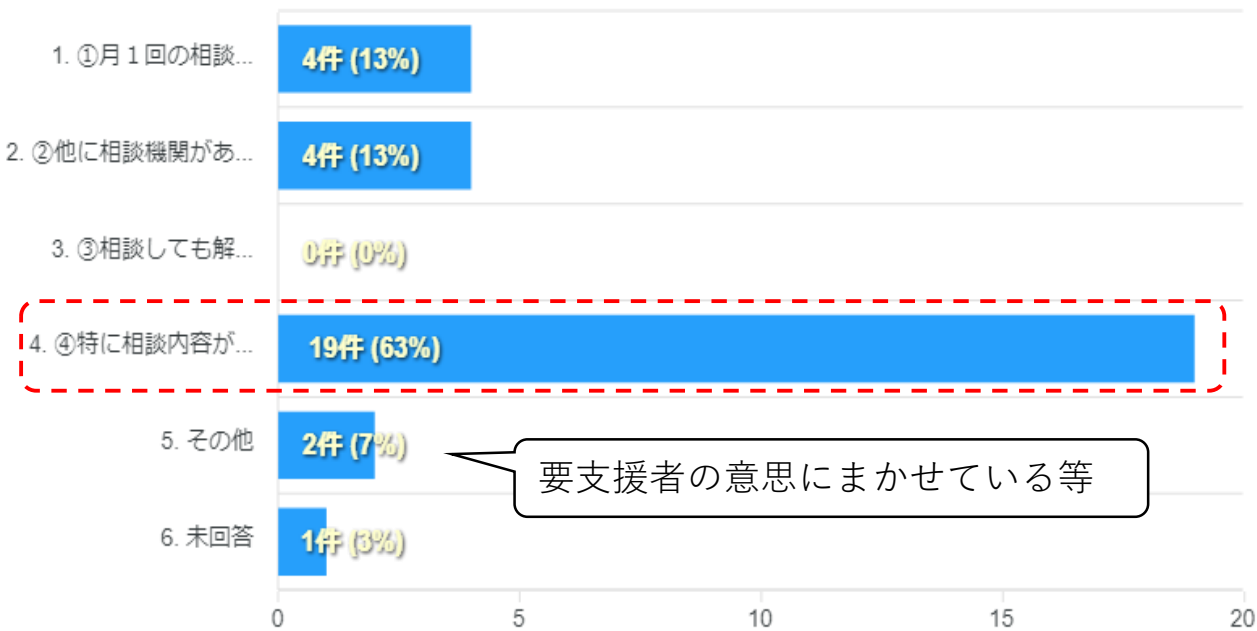 1. ①月１回の相談...
4件 (13%)
2. ②他に相談機関があ...
4件 (13%)
3. ③相談しても解...
0件 (0%)
4. ④特に相談内容が...
19件 (63%)
5. その他
2件 (7%)
要支援者の意思にまかせている等
6. 未回答
1件 (3%)
0 5 10 15 20